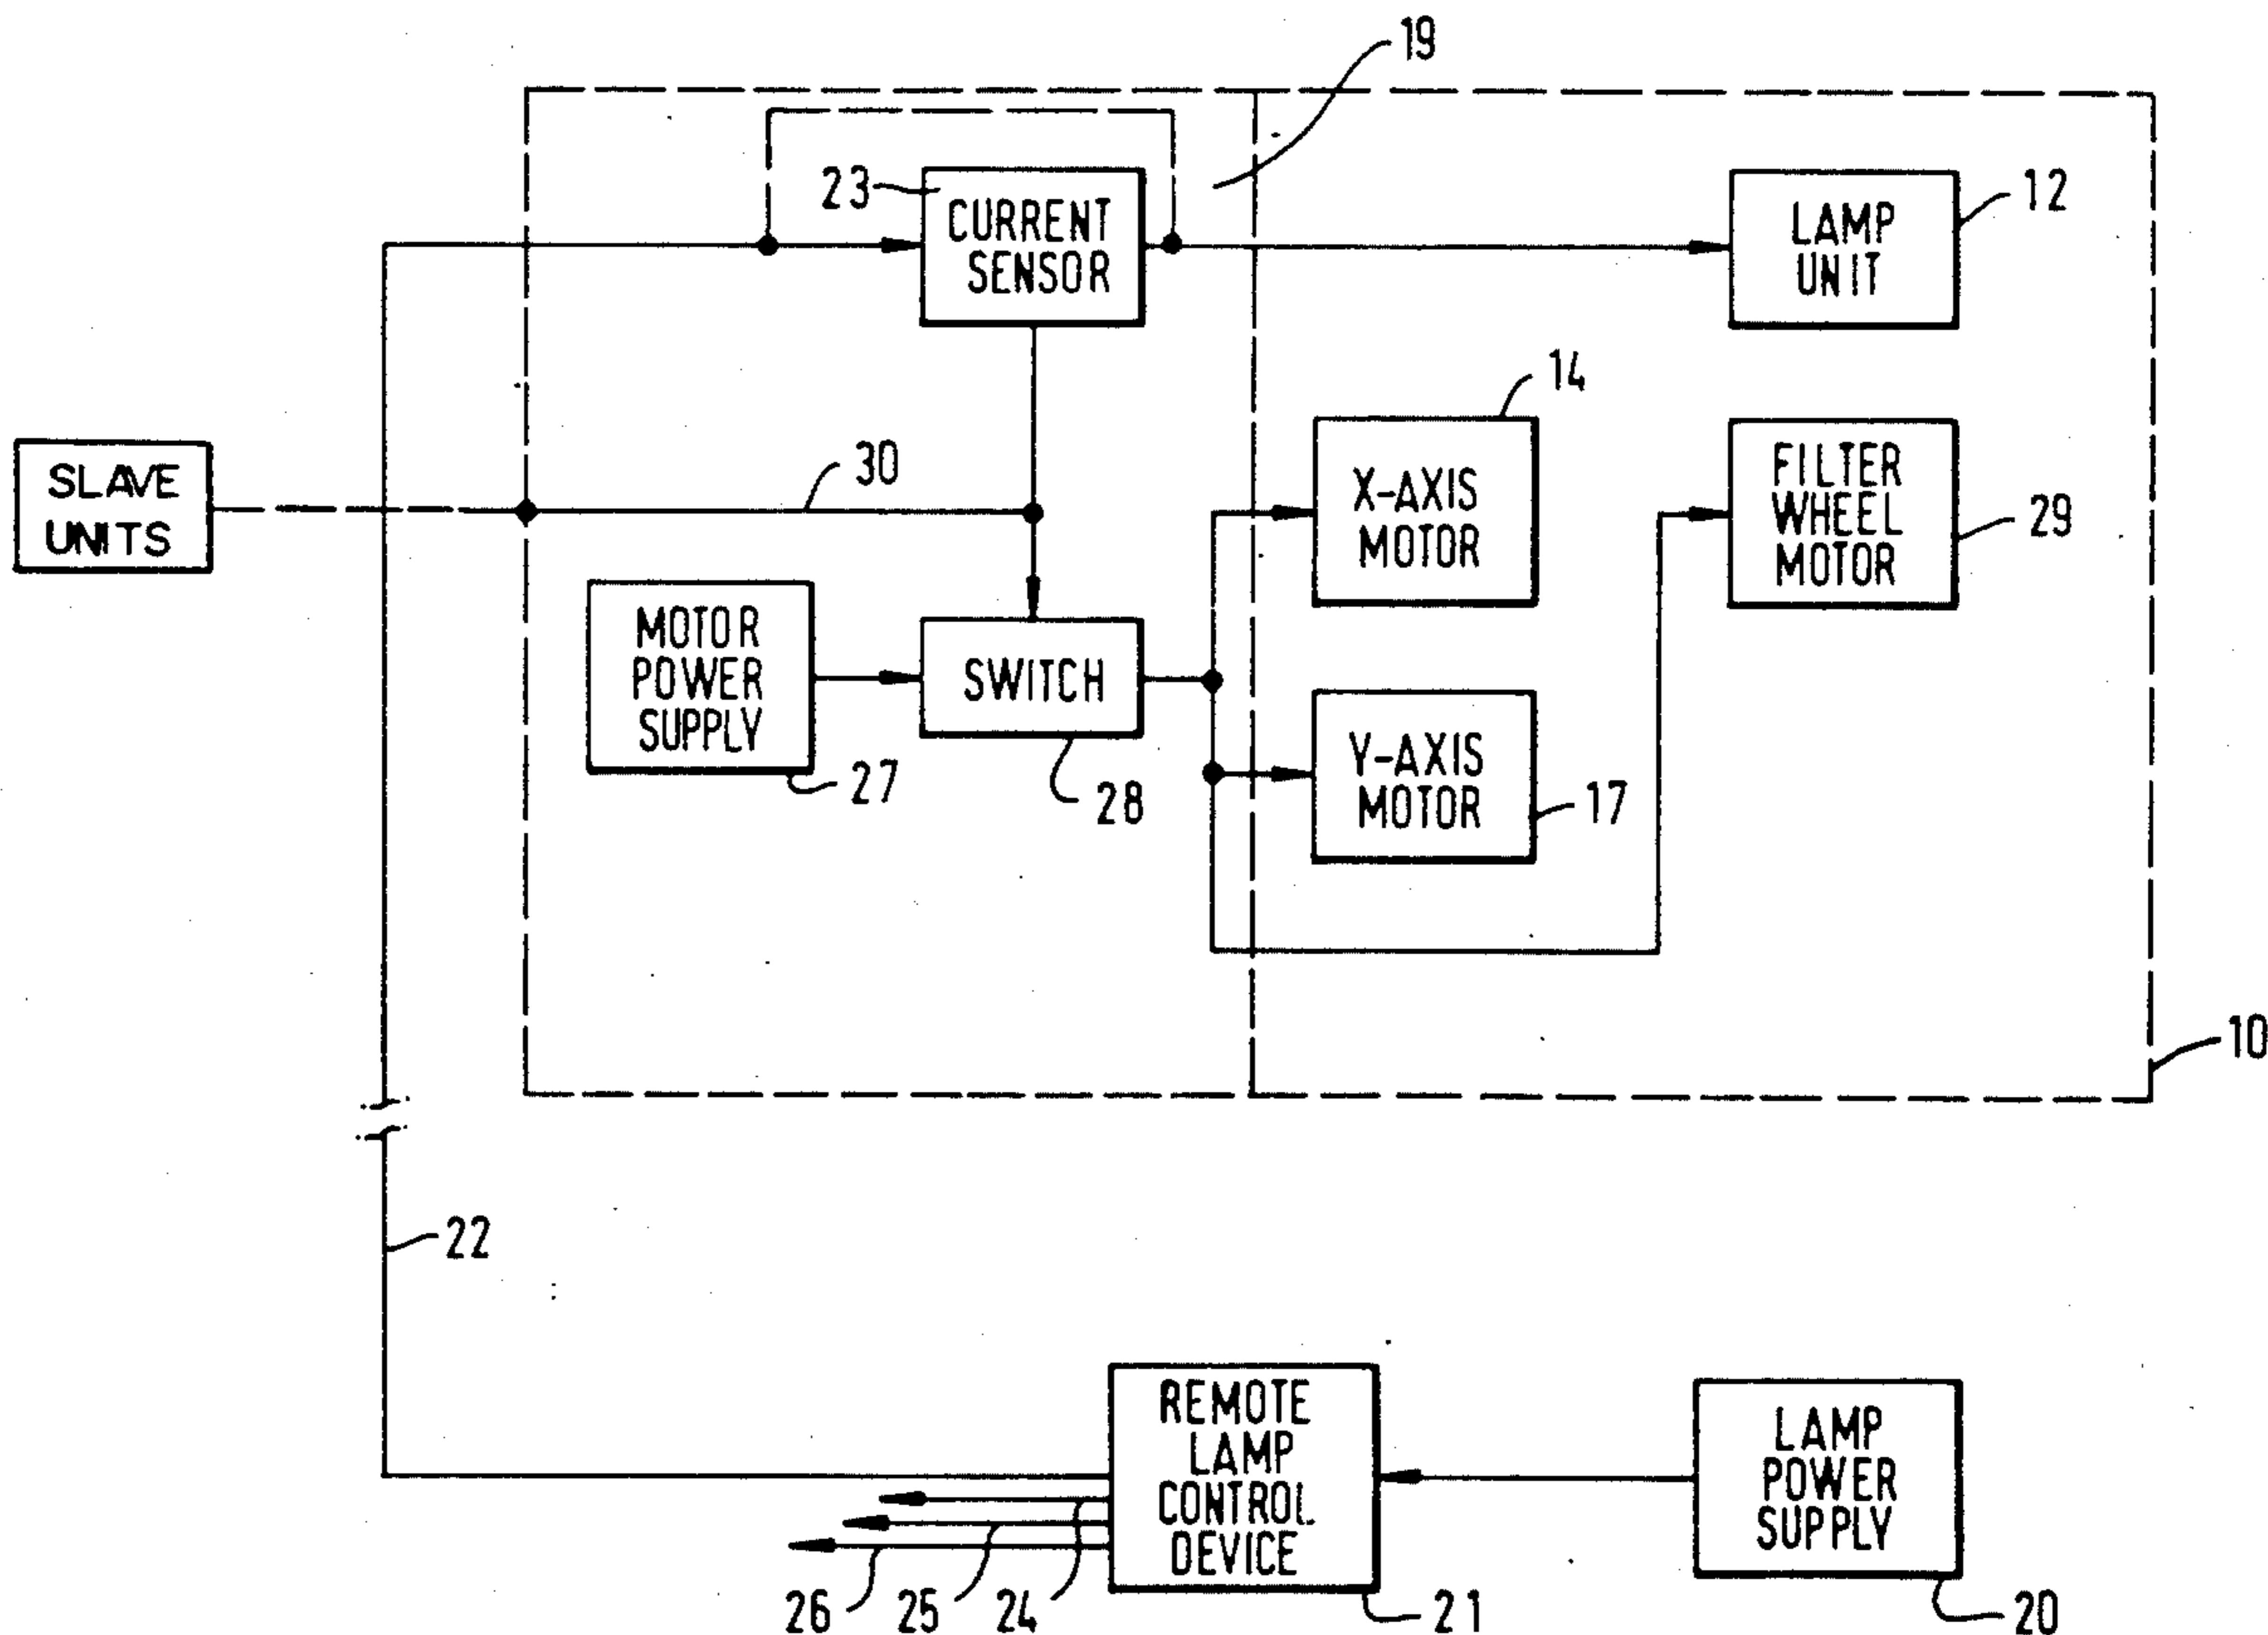 19
23
CURRENT
SENSOR
LAMP
UNIT
12
14
SLAVE
UNITS
30
X-AXIS
MOTOR
FILTER
WHEEL
MOTOR
29
MOTOR
POWER
SUPPLY
27
SWITCH
28
Y-AXIS
MOTOR
17
10
22
REMOTE
LAMP
CONTROL
DEVICE
21
LAMP
POWER
SUPPLY
20
26
25
24